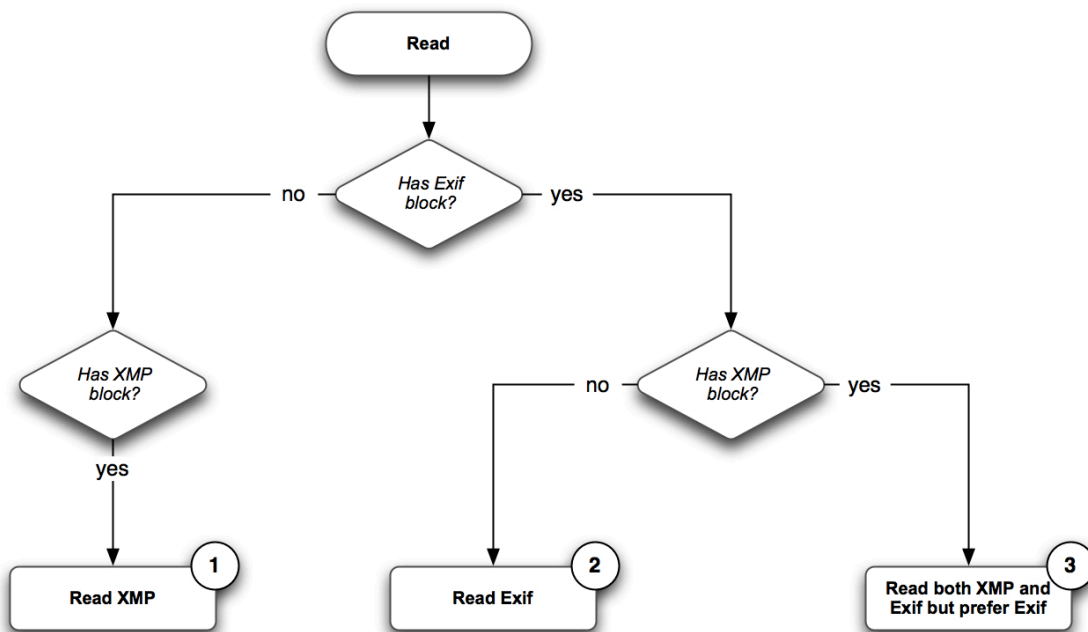 Read
Has Exif
block?
no
yes
Has XMP
block?
yes
Has XMP
block?
no
yes
1
Read XMP
2
Read Exif
3
Read both XMP and
Exif but prefer Exif